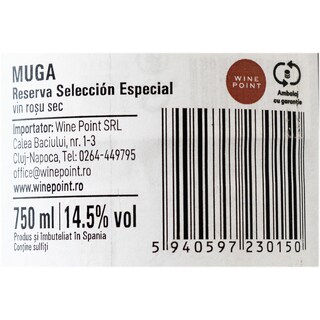 MUGA
Reserva Selección Especial
vin roșu sec
Importator: Wine Point SRL
Calea Baciului, nr. 1-3
Cluj-Napoca, Tel: 0264-449795
office@winepoint.ro
www.winepoint.ro
750 ml | 14.5% vol
Produs și îmbuteliat în Spania
Conține sulfiți
WINE
POINT
Ambalaj
cu garanție
5 940597 230150